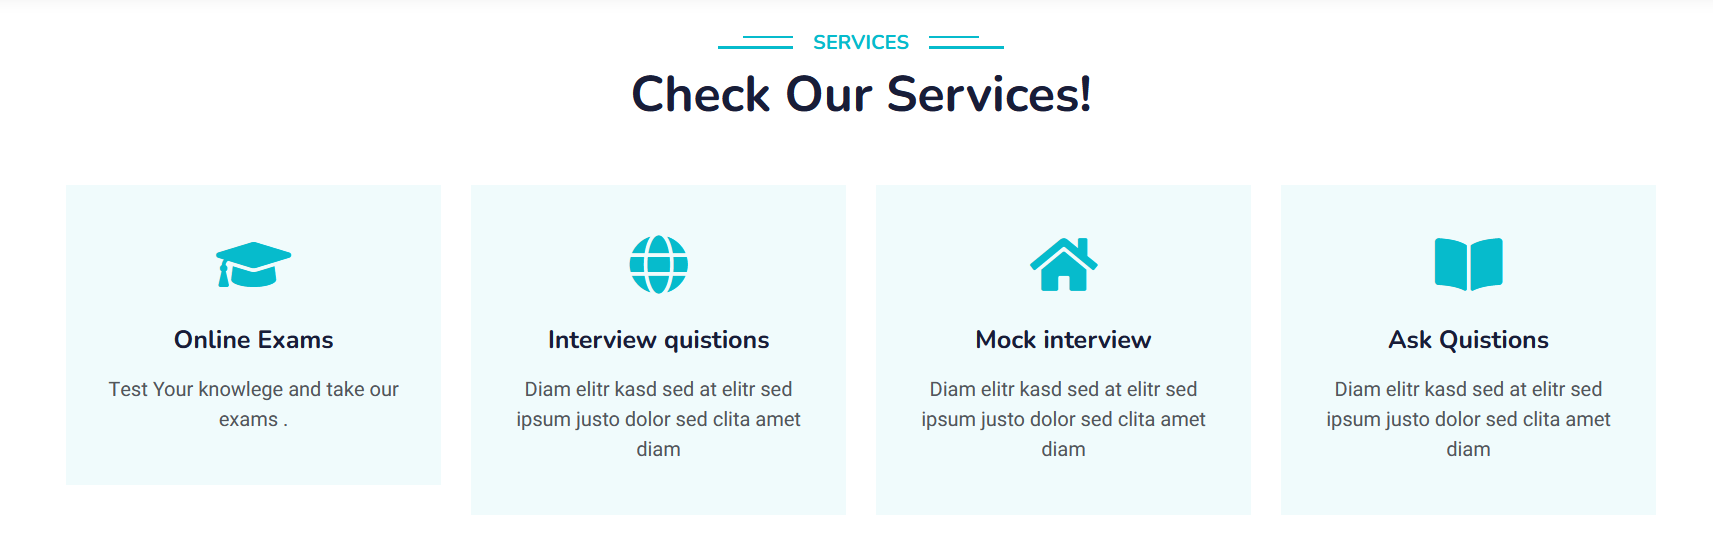 SERVICES
Check Our Services!
Online Exams
Test Your knowlege and take our
exams .
Interview quistions
Diam elitr kasd sed at elitr sed
ipsum justo dolor sed clita amet
diam
Mock interview
Diam elitr kasd sed at elitr sed
ipsum justo dolor sed clita amet
diam
Ask Quistions
Diam elitr kasd sed at elitr sed
ipsum justo dolor sed clita amet
diam